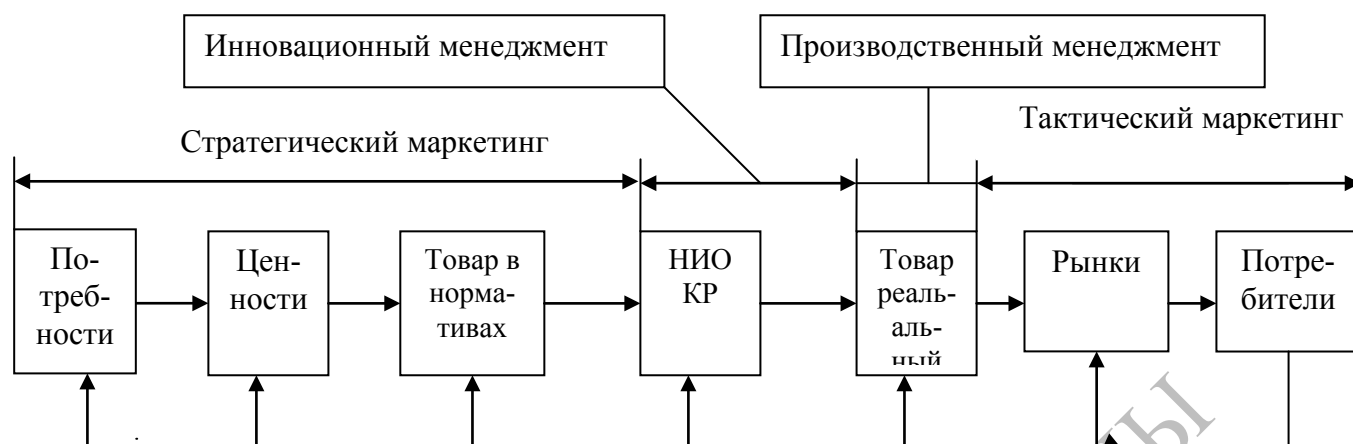 Инновационный менеджмент
Производственный менеджмент
Тактический маркетинг
Стратегический маркетинг
По-
треб-
ности
Цен-
ности
Товар в
норма-
тивах
НИО
КР
Товар
реаль-
аль-
ный
Рынки
Потре-
бители